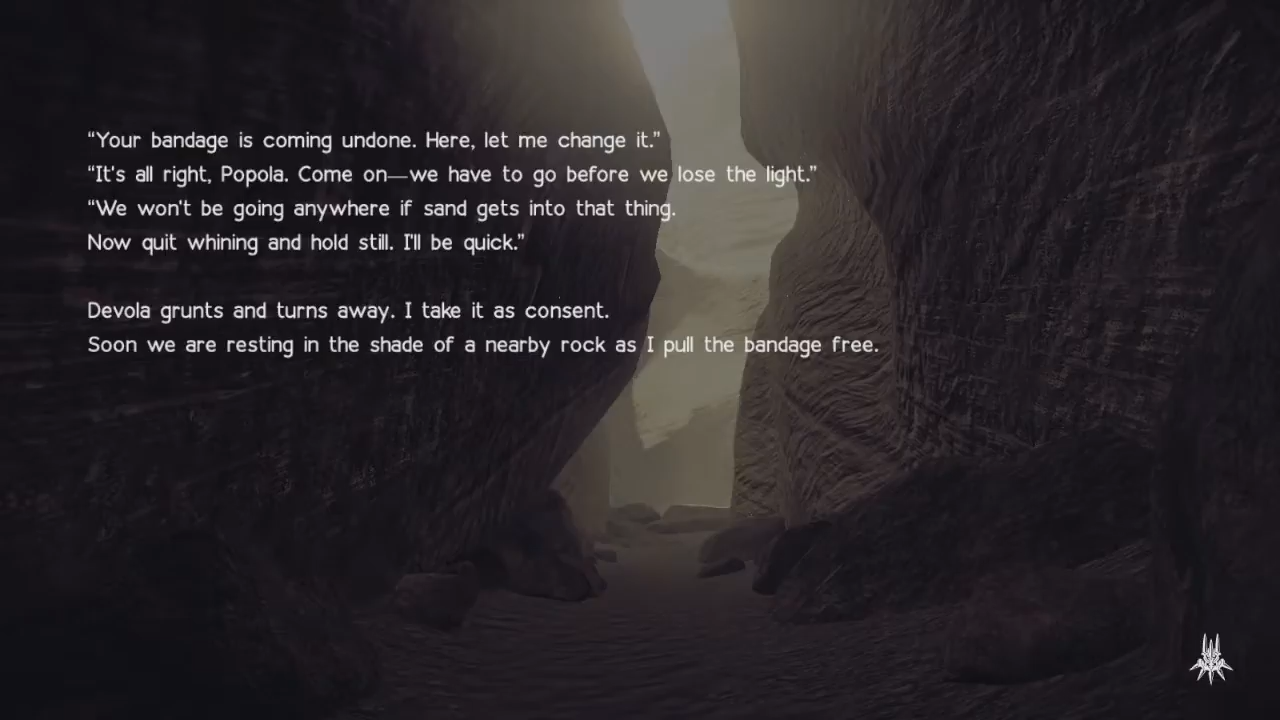 “Your bandage is coming undone. Here, let me change it.”
“It's all right, Popola. Come on—we have to go before we lose the light.”
“We won't be going anywhere if sand gets into that thing.
Now quit whining and hold still. I'll be quick.”
Devola grunts and turns away. I take it as consent.
Soon we are resting in the shade of a nearby rock as I pull the bandage free.